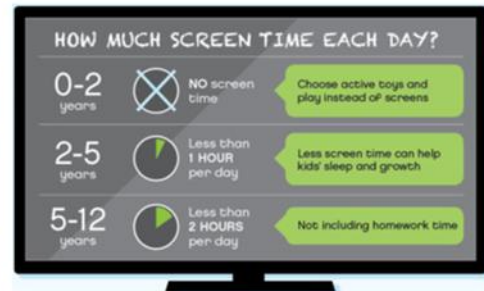 HOW MUCH SCREEN TIME EACH DAY?
0-2
years
NO screen
time
Choose active toys and
play instead of screens
2-5
years
Less than
1 HOUR
per day
Less screen time can help
kids' sleep and growth
5-12
years
Less than
2 HOURS
per day
Not including homework time